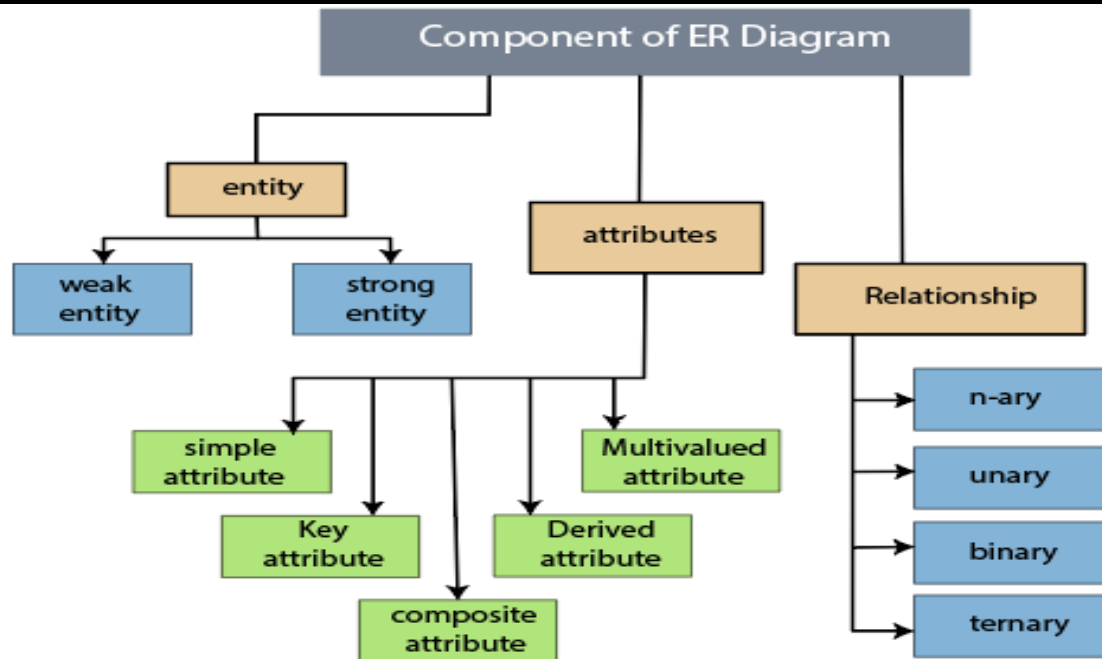 Component of ER Diagram
entity
attributes
weak
entity
strong
entity
Relationship
simple
attribute
Multivalued
attribute
Key
attribute
Derived
attribute
composite
attribute
n-ary
unary
binary
ternary